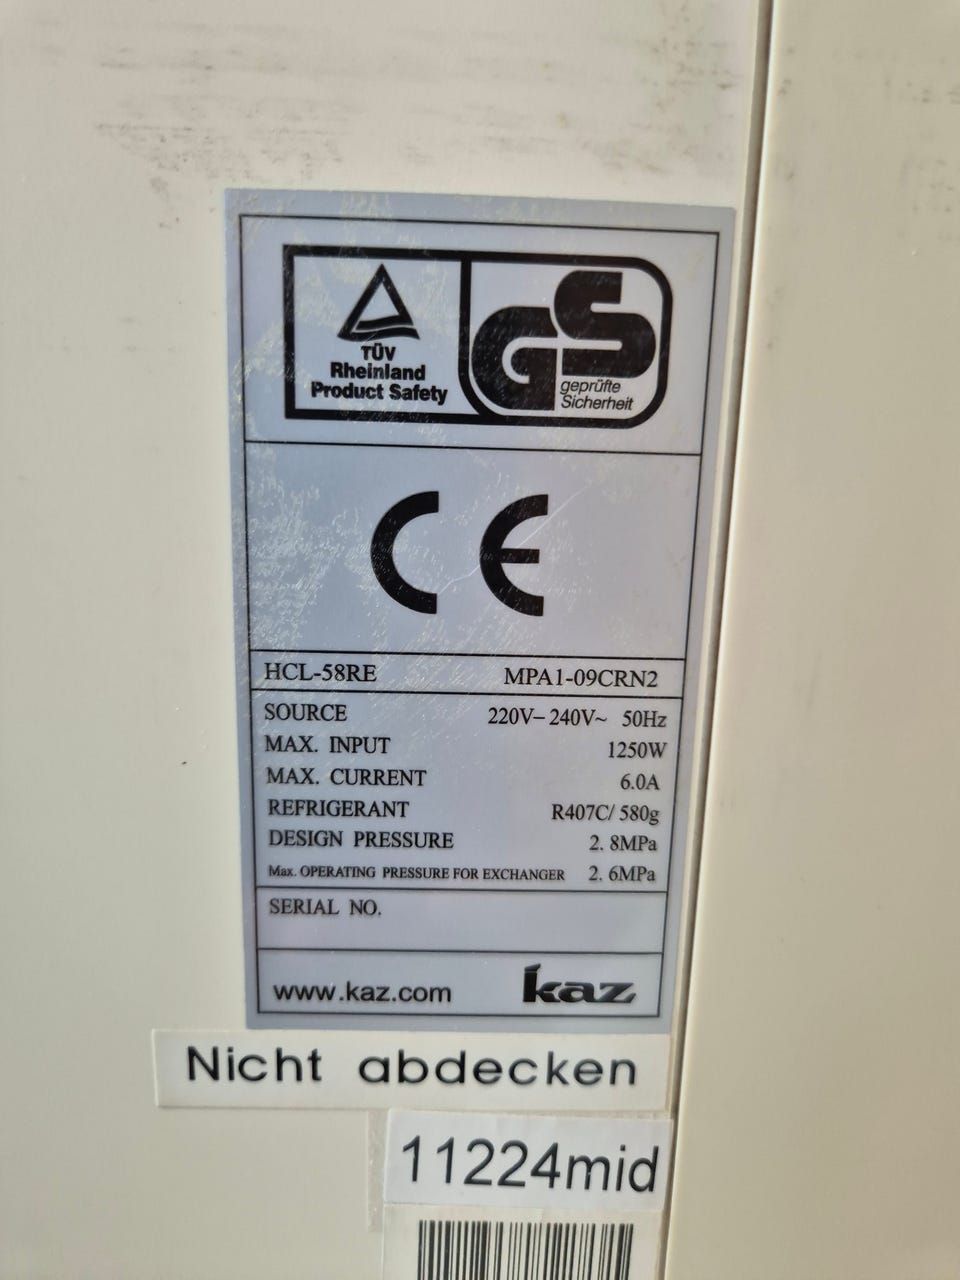 TÜV
Rheinland
Product Safety
GS
geprüfte
Sicherheit
CE
HCL-58RE MPA1-09CRN2
SOURCE 220V–240V~ 50Hz
MAX. INPUT 1250W
MAX. CURRENT 6.0A
REFRIGERANT R407C/ 580g
DESIGN PRESSURE 2. 8MPa
Max. OPERATING PRESSURE FOR EXCHANGER 2. 6MPa
SERIAL NO.
www.kaz.com kaz
Nicht abdecken
11224mid